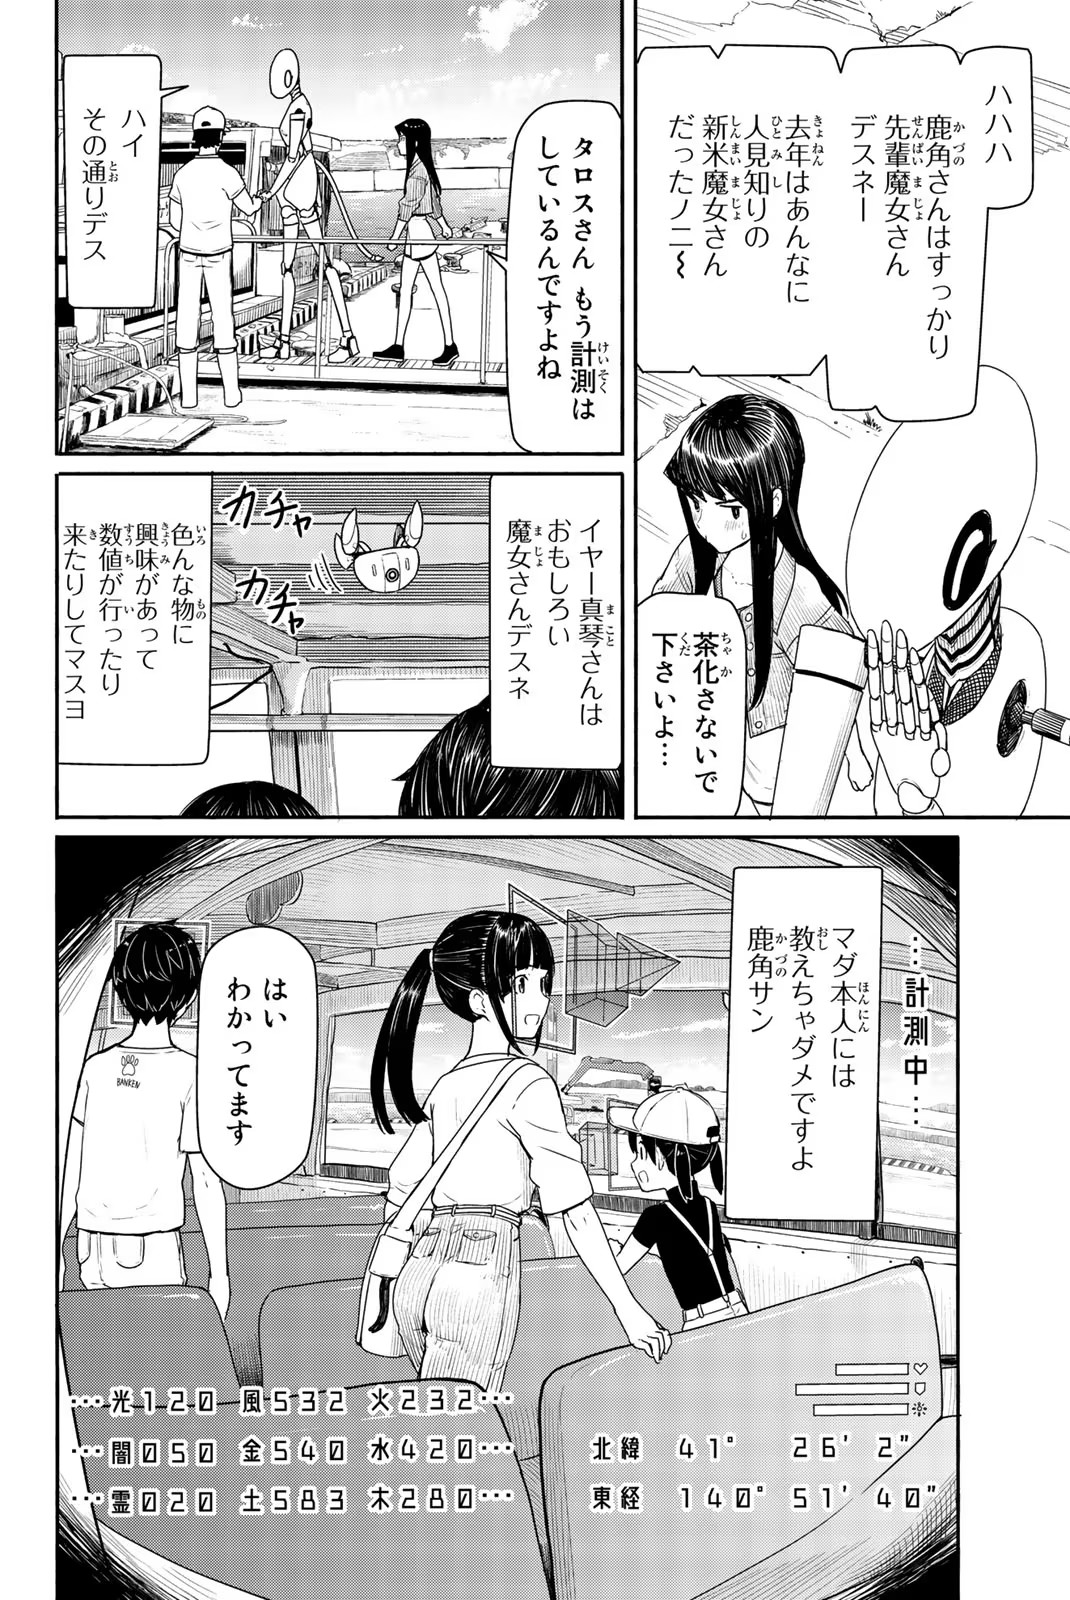 ハハハ
鹿角さんはすっかり
先輩魔女さん
デスネー
去年はあんなに
人見知りの
新米魔女さん
だったノニ〜
茶化さないで
下さいよ…
タロスさん もう計測は
しているんですよね
ハイ
その通りデス
イヤー真琴さんは
おもしろい
魔女さんデスネ
カチャ
カチャ
色んな物に
興味があって
数値が行ったり
来たりしてマスヨ
…計測中…
マダ本人には
教えちゃダメですよ
鹿角サン
はい
わかってます
BANKEN
…光120 風532 火232…
…闇050 金540 水420…
…霊020 土583 木280…
北緯 41° 26′ 2″
東経 140° 51′ 40″